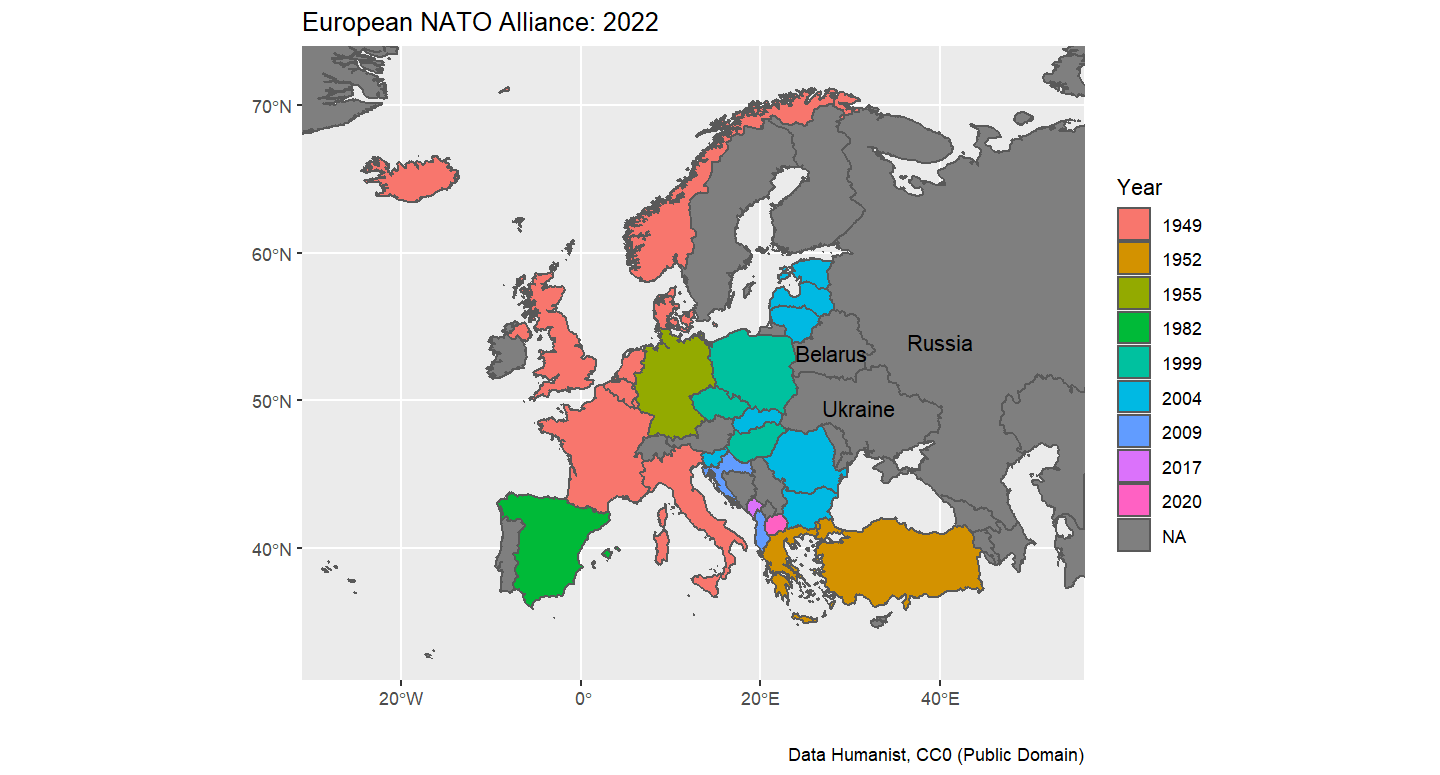 European NATO Alliance: 2022
70°N
60°N
50°N
40°N
20°W
0°
20°E
40°E
Belarus
Russia
Ukraine
Year
1949
1952
1955
1982
1999
2004
2009
2017
2020
NA
Data Humanist, CC0 (Public Domain)